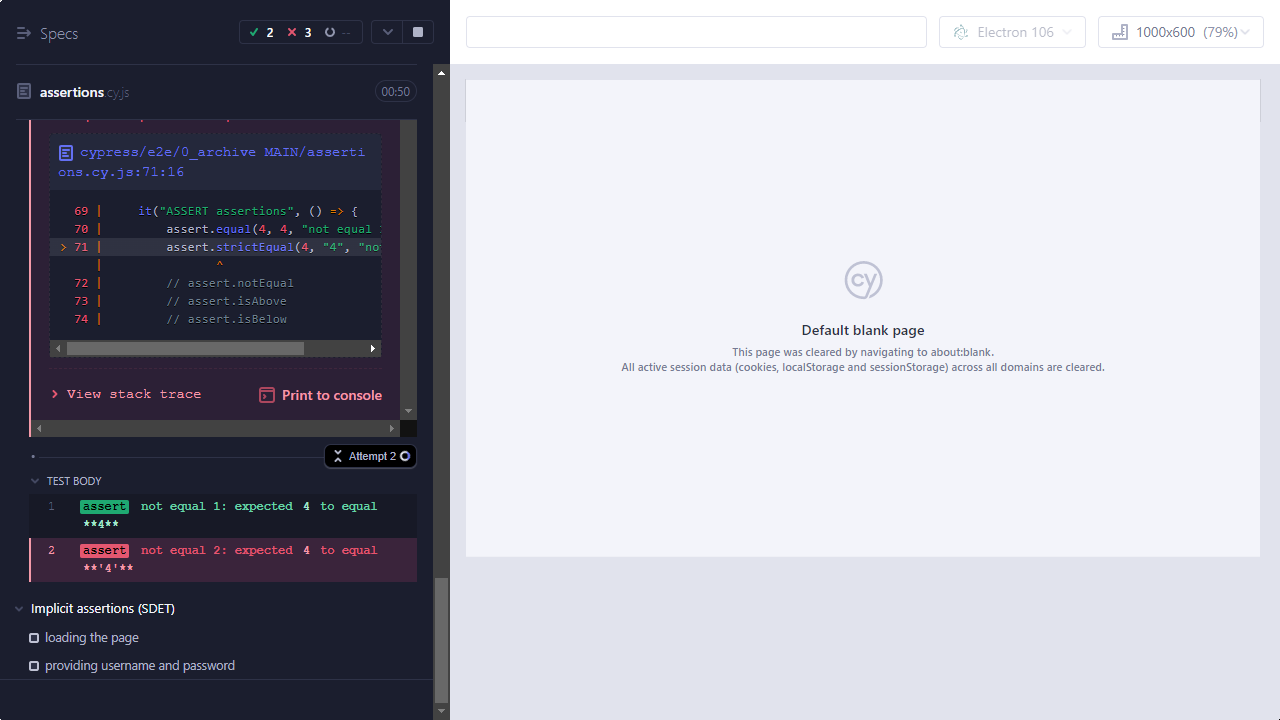 Specs
2
3
--
Electron 106
1000x600 (79%)
assertions.cy.js
00:50
cypress/e2e/0_archive MAIN/asserti
ons.cy.js:71:16
69 | it("ASSERT assertions", () => {
70 | assert.equal(4, 4, "not equal
> 71 | assert.strictEqual(4, "4", "no
| ^
72 | // assert.notEqual
73 | // assert.isAbove
74 | // assert.isBelow
View stack trace
Print to console
Attempt 2
TEST BODY
1 assert not equal 1: expected 4 to equal
**4**
2 assert not equal 2: expected 4 to equal
**'4'**
Implicit assertions (SDET)
loading the page
providing username and password
cy
Default blank page
This page was cleared by navigating to about:blank.
All active session data (cookies, localStorage and sessionStorage) across all domains are cleared.